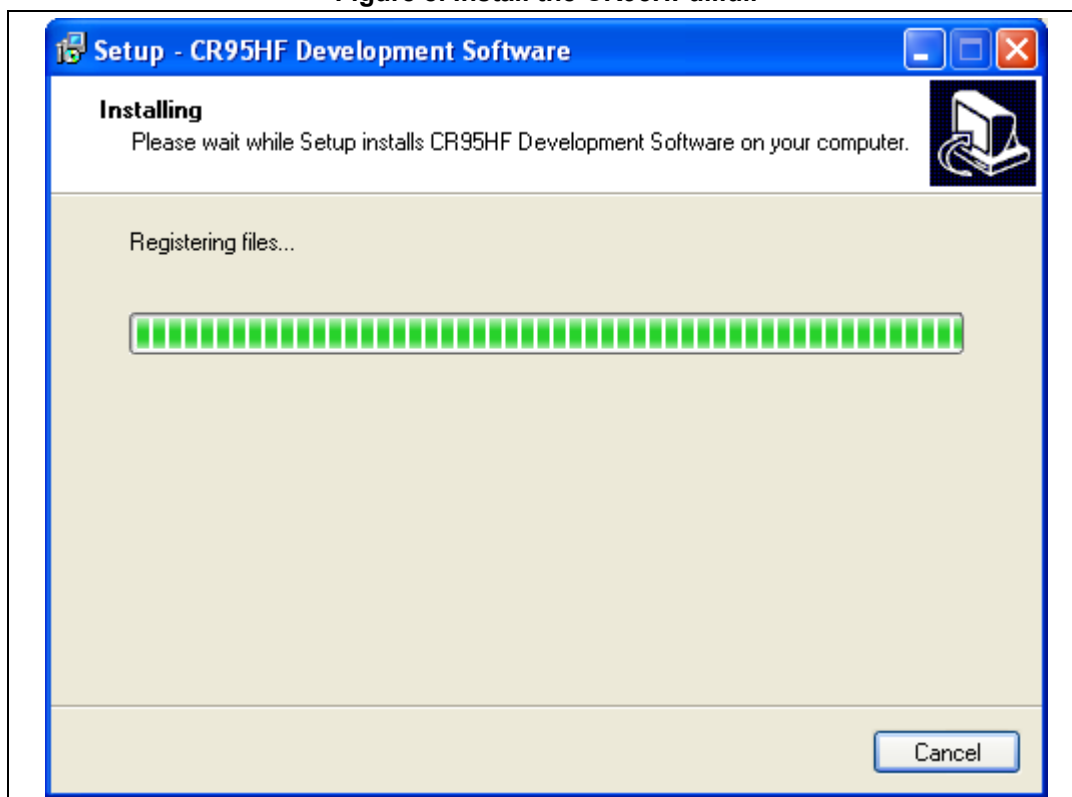 Setup - CR95HF Development Software
Installing
Please wait while Setup installs CR95HF Development Software on your computer.
Registering files...
Cancel